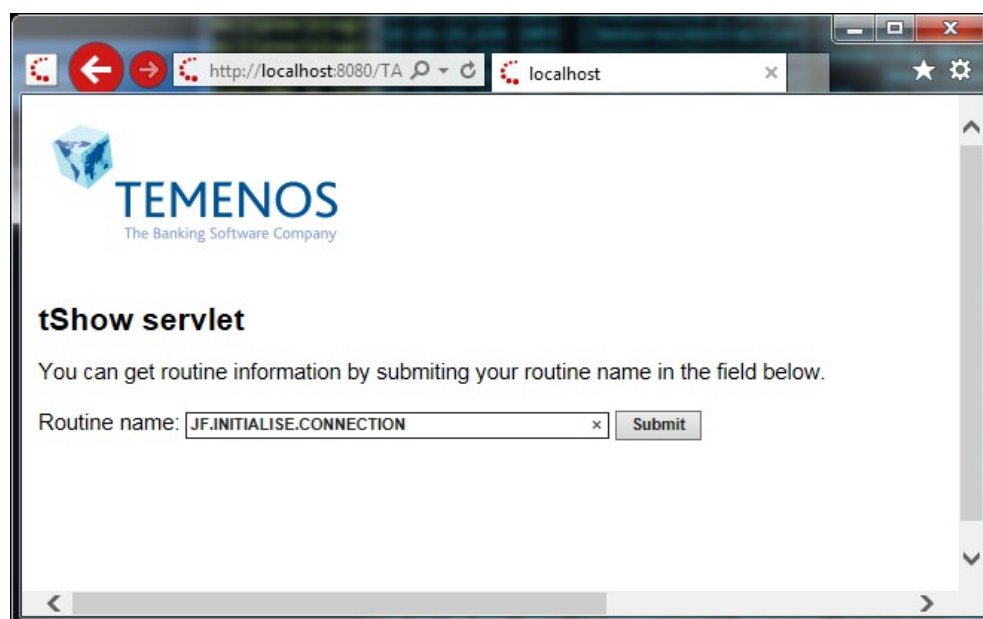 http://localhost:8080/TA
localhost
TEMENOS
The Banking Software Company
tShow servlet
You can get routine information by submiting your routine name in the field below.
Routine name: JF.INITIALISE.CONNECTION × Submit